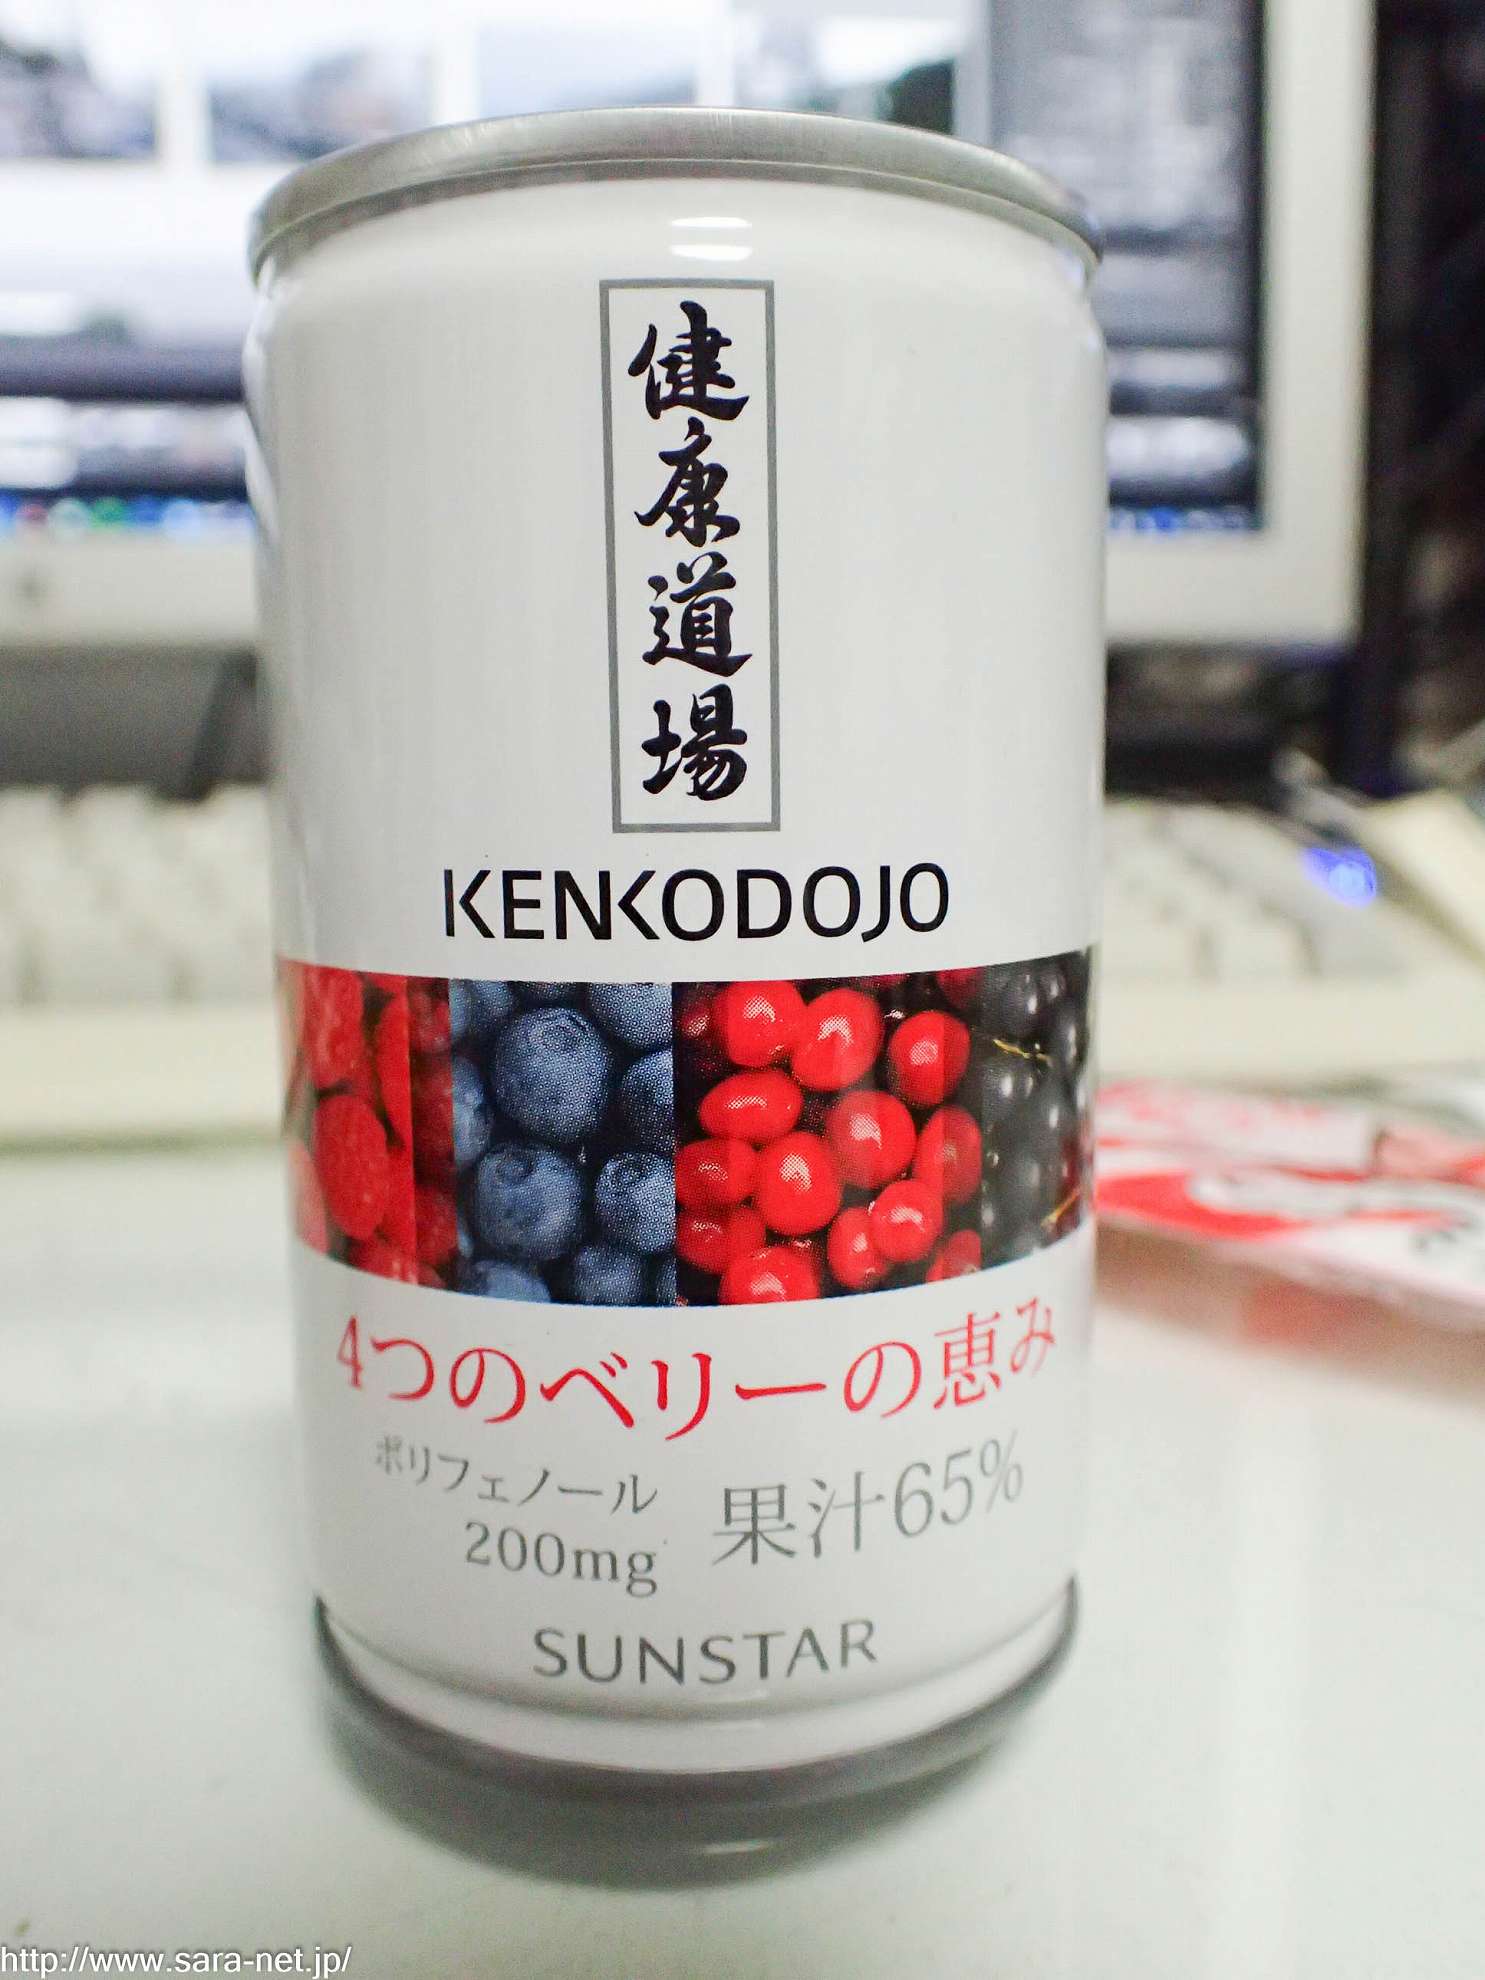 健康道場
KENKODOJO
4つのベリーの恵み
ポリフェノール
200mg
果汁65%
SUNSTAR
http://www.sara-net.jp/